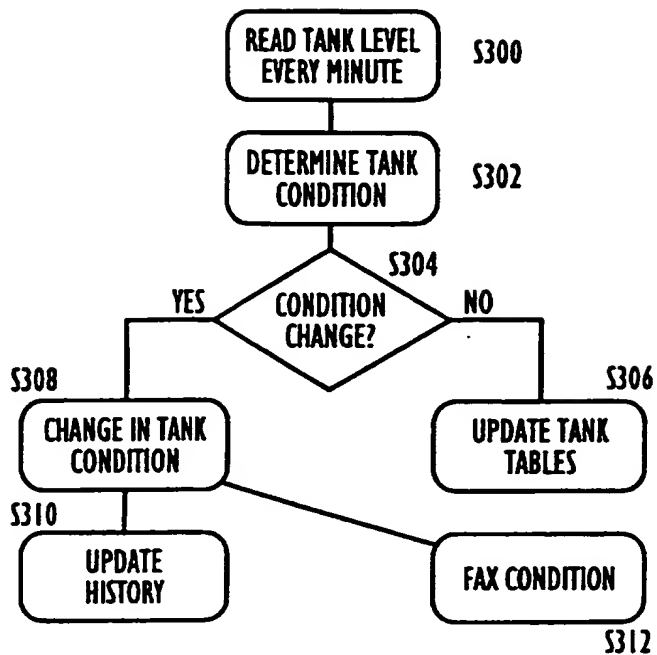 READ TANK LEVEL
EVERY MINUTE
S300
DETERMINE TANK
CONDITION
S302
S304
YES
CONDITION
CHANGE?
NO
S308
CHANGE IN TANK
CONDITION
S306
UPDATE TANK
TABLES
S310
UPDATE
HISTORY
FAX CONDITION
S312